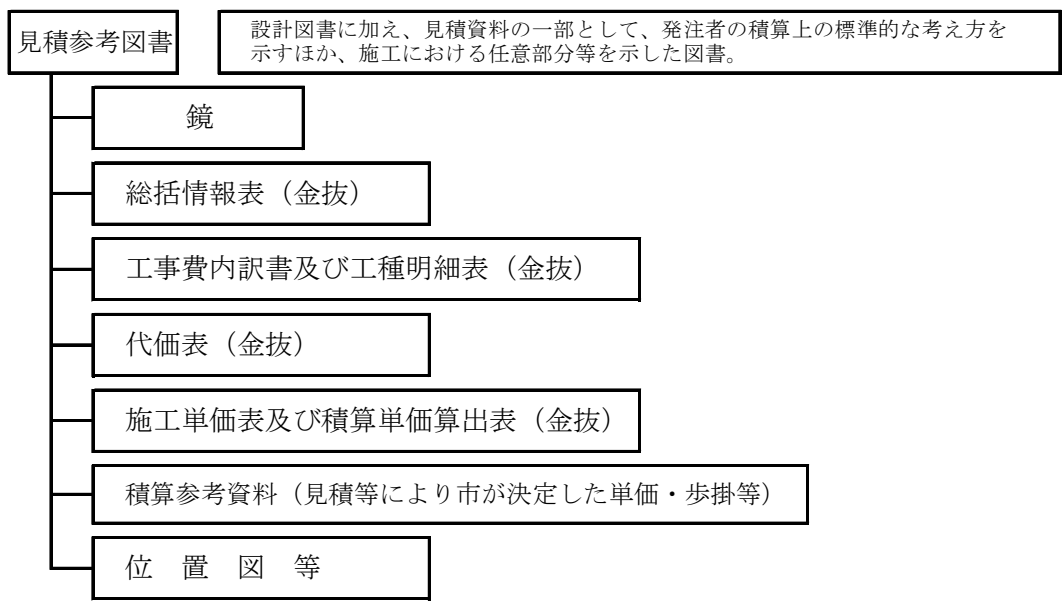 見積参考図書
設計図書に加え、見積資料の一部として、発注者の積算上の標準的な考え方を
示すほか、施工における任意部分等を示した図書。
鏡
総括情報表（金抜）
工事費内訳書及び工種明細表（金抜）
代価表（金抜）
施工単価表及び積算単価算出表（金抜）
積算参考資料（見積等により市が決定した単価・歩掛等）
位　置　図　等